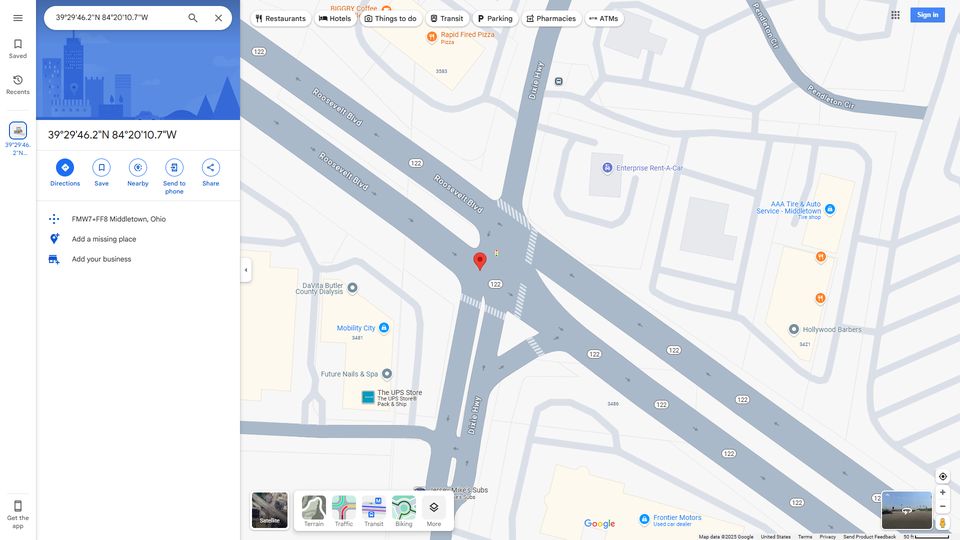 39°29'46.2"N 84°20'10.7"W
Saved
Recents
39°29'46.
2"N...
Get the
app
39°29'46.2"N 84°20'10.7"W
Directions
Save
Nearby
Send to
phone
Share
FMW7+FF8 Middletown, Ohio
Add a missing place
Add your business
Restaurants
Hotels
Things to do
Transit
Parking
Pharmacies
ATMs
Sign in
BIGGBY Coffee
Rapid Fired Pizza
Pizza
3583
122
Dixie Hwy
Pendleton Cir
Pendleton Cir
Roosevelt Blvd
Roosevelt Blvd
122
Roosevelt Blvd
Enterprise Rent-A-Car
AAA Tire & Auto
Service - Middletown
Tire shop
122
DaVita Butler
County Dialysis
Mobility City
3481
Future Nails & Spa
The UPS Store
The UPS Store®
Pack & Ship
Hollywood Barbers
3421
122
122
122
122
122
122
3486
Dixie Hwy
Jersey Mike's Subs
Satellite
Terrain
Traffic
Transit
Biking
More
Google
Frontier Motors
Used car dealer
Map data ©2025 Google
United States
Terms
Privacy
Send Product Feedback
50 ft